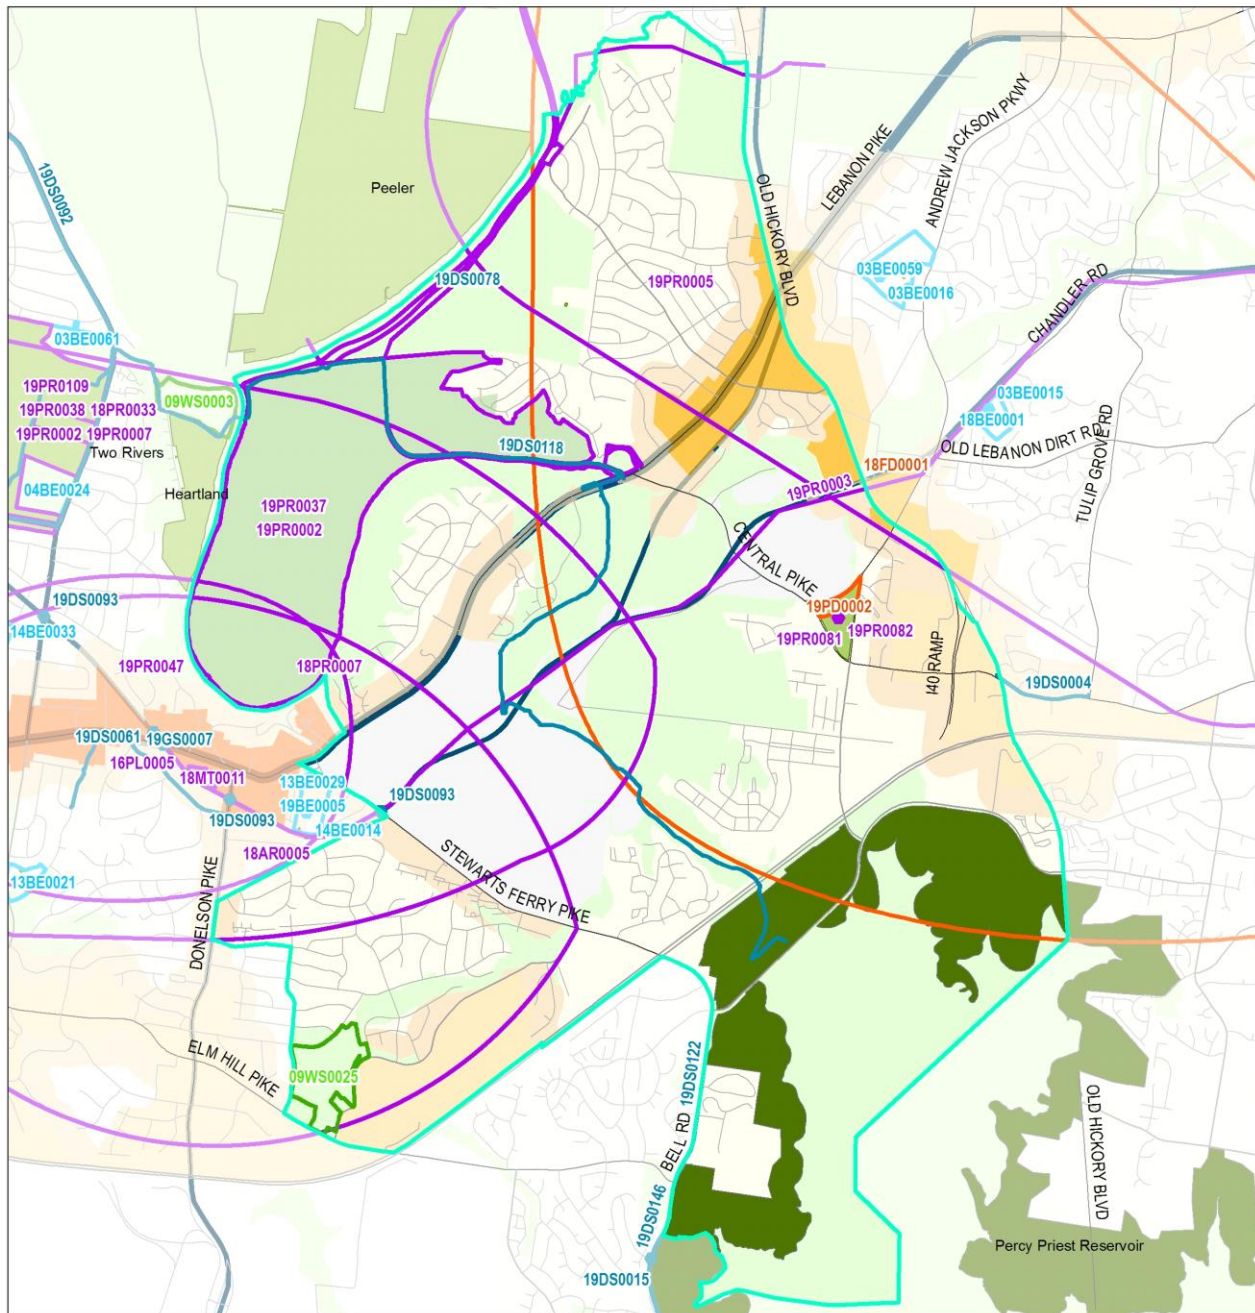 Peeler
19DS0092
OLD HICKORY BLVD
LEBANON PIKE
ANDREW JACKSON PKWY
19DS0078
19PR0005
03BE0059
03BE0016
CHANDLER RD
03BE0061
19PR0109
19PR0038
18PR0033
19PR0002
19PR0007
Two Rivers
09WS0003
03BE0015
18BE0001
OLD LEBANON DIRT RD
TULIP GROVE RD
19DS0118
18FD0001
04BE0024
Heartland
19PR0003
19PR0037
19PR0002
CENTRAL PIKE
19DS0093
14BE0033
19PD0002
19PR0081
19PR0082
19PR0047
18PR0007
I40 RAMP
19DS0004
19DS0061
19GS0007
16PL0005
18MT0011
13BE0029
19BE0005
14BE0014
19DS0093
19DS0093
18AR0005
13BE0021
DONELSON PIKE
STEWARTS FERRY PIKE
ELM HILL PIKE
09WS0025
BELL RD
19DS0122
OLD HICKORY BLVD
19DS0146
19DS0015
Percy Priest Reservoir